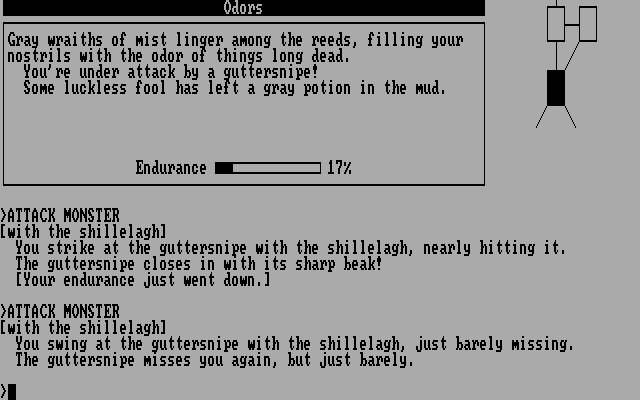 Odors
Gray wraiths of mist linger among the reeds, filling your
nostrils with the odor of things long dead.
You're under attack by a guttersnipe!
Some luckless fool has left a gray potion in the mud.
Endurance 17%
>ATTACK MONSTER
[with the shillelagh]
You strike at the guttersnipe with the shillelagh, nearly hitting it.
The guttersnipe closes in with its sharp beak!
[Your endurance just went down.]
>ATTACK MONSTER
[with the shillelagh]
You swing at the guttersnipe with the shillelagh, just barely missing.
The guttersnipe misses you again, but just barely.
>